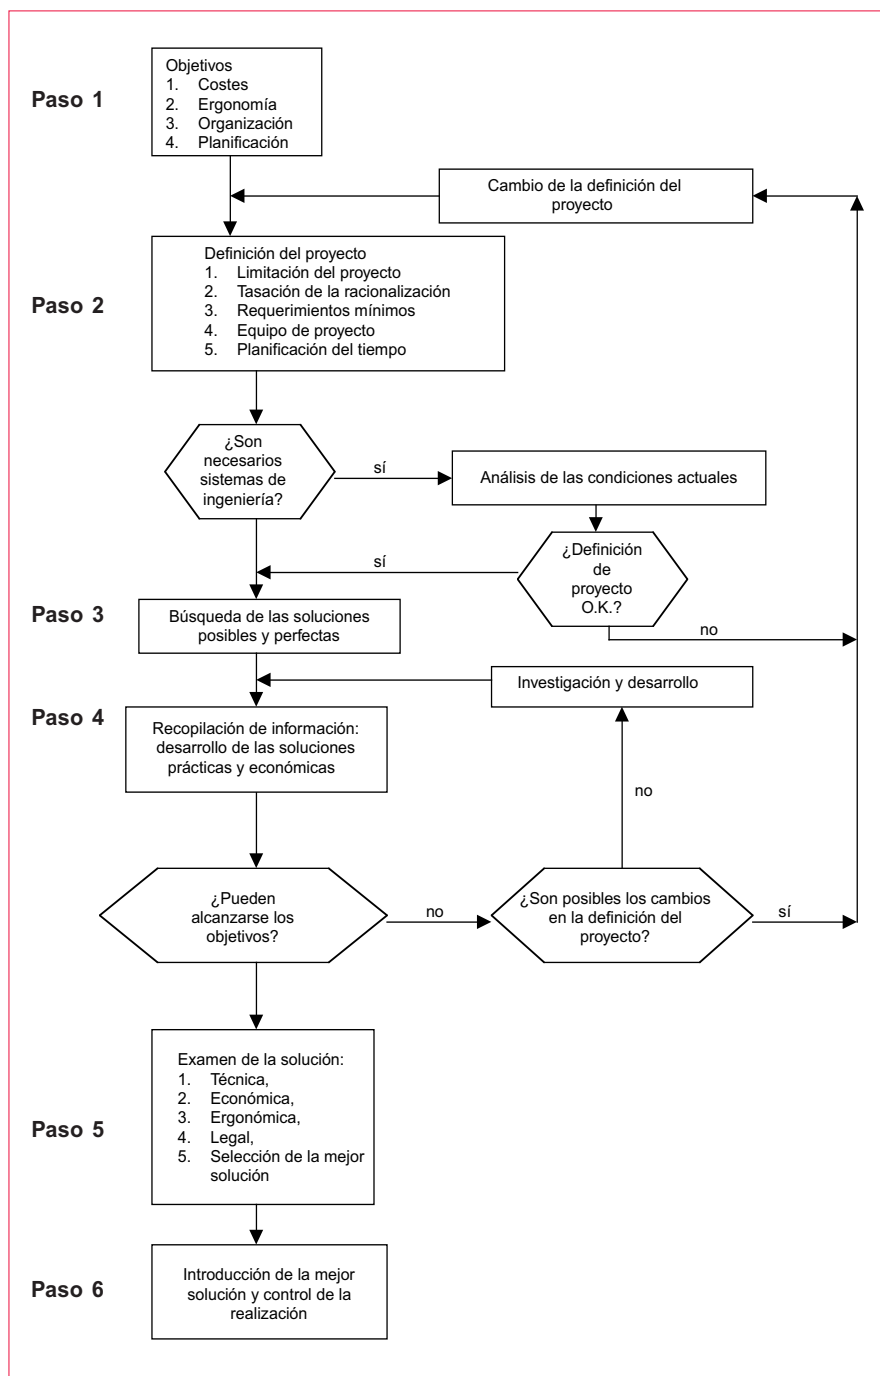 Paso 1
Objetivos
1. Costes
2. Ergonomía
3. Organización
4. Planificación
Cambio de la definición del
proyecto
Paso 2
Definición del proyecto
1. Limitación del proyecto
2. Tasación de la racionalización
3. Requerimientos mínimos
4. Equipo de proyecto
5. Planificación del tiempo
¿Son
necesarios
sistemas de
ingeniería?
sí
Análisis de las condiciones actuales
¿Definición
de
proyecto
O.K.?
sí
no
Paso 3
Búsqueda de las soluciones
posibles y perfectas
Investigación y desarrollo
Paso 4
Recopilación de información:
desarrollo de las soluciones
prácticas y económicas
no
¿Pueden
alcanzarse los
objetivos?
no
¿Son posibles los cambios
en la definición del
proyecto?
sí
Paso 5
Examen de la solución:
1. Técnica,
2. Económica,
3. Ergonómica,
4. Legal,
5. Selección de la mejor
solución
Paso 6
Introducción de la mejor
solución y control de la
realización